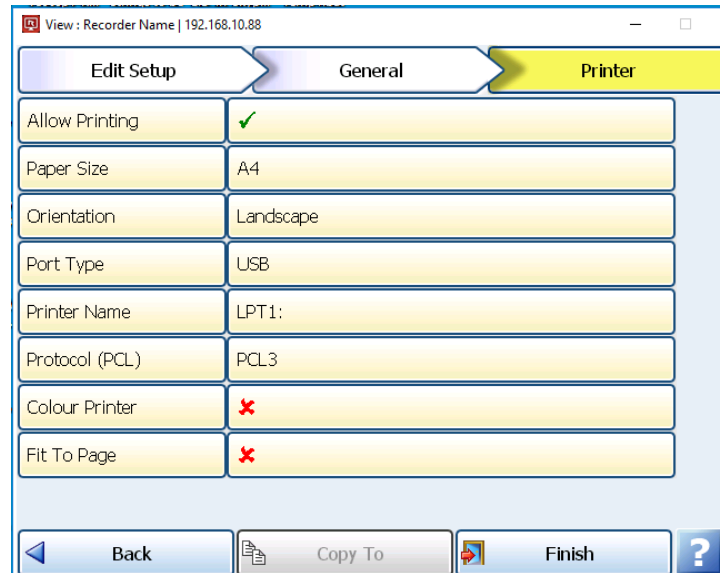 View : Recorder Name | 192.168.10.88
Edit Setup General Printer
Allow Printing
Paper Size A4
Orientation Landscape
Port Type USB
Printer Name LPT1:
Protocol (PCL) PCL3
Colour Printer
Fit To Page
Back Copy To Finish ?